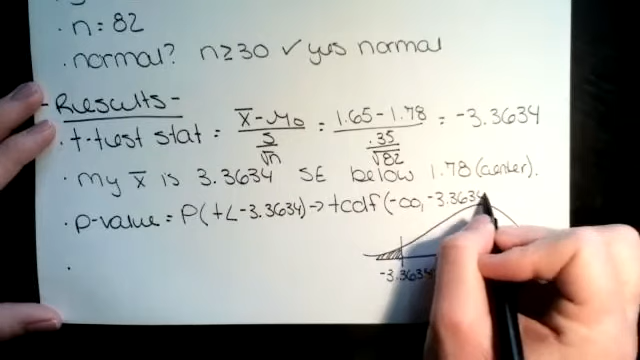 · n = 82
· normal? n ≥ 30 ✓ yes normal
- Results -
· t-test stat = x̄ - μ₀ / s/√n = 1.65 - 1.78 / .35/√82 = -3.3634
· my x̄ is 3.3634 SE below 1.78 (center).
· p-value = P(t < -3.3634) → tcdf(-∞, -3.3634
-3.3634